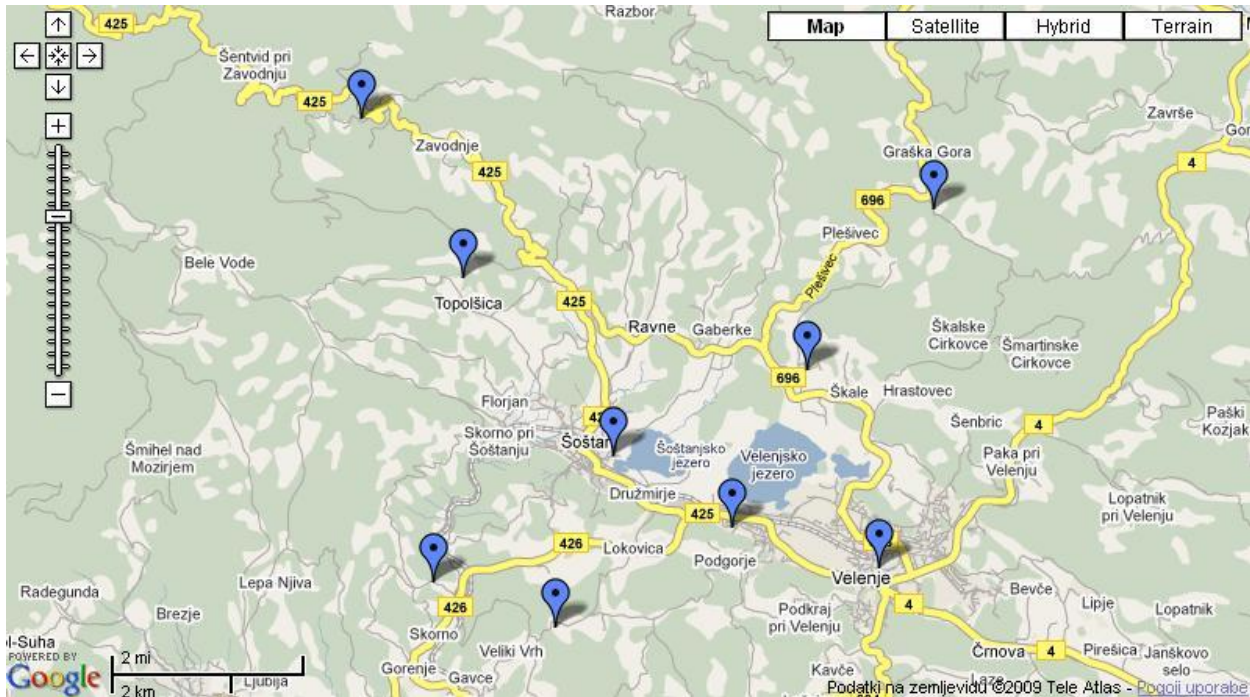 Map
Satellite
Hybrid
Terrain
425
Razbor
Šentvid pri
Zavodnju
425
Zavodnje
425
Završe
Graška Gora
4
696
Plešivec
Plešivec
Bele Vode
Topolšica
425
Ravne
Gaberke
Škalske
Cirkovce
Šmartinske
Cirkovce
696
Škale
Hrastovec
Florjan
Skorno pri
Šoštanju
Šoštanjsko
jezero
Velenjsko
jezero
Šenbric
4
Paški
Kozjak
Šmihel nad
Mozirjem
Paka pri
Velenju
Družmirje
425
Lopatnik
pri Velenju
426
Lokovica
Podgorje
Velenje
Radegunda
Brezje
Lepa Njiva
426
Skorno
Bevče
Lipje
Lopatnik
4
Podkraj
pri Velenju
Gorenje
Gavce
Veliki Vrh
Kavče
Črnova
4
Pirešica
Janškovo
selo
Laze
ol-Suha
POWERED BY
Google
2 mi
2 km
Ljubija
Podatki na zemljevidu ©2009 Tele Atlas - Pogoji uporabe